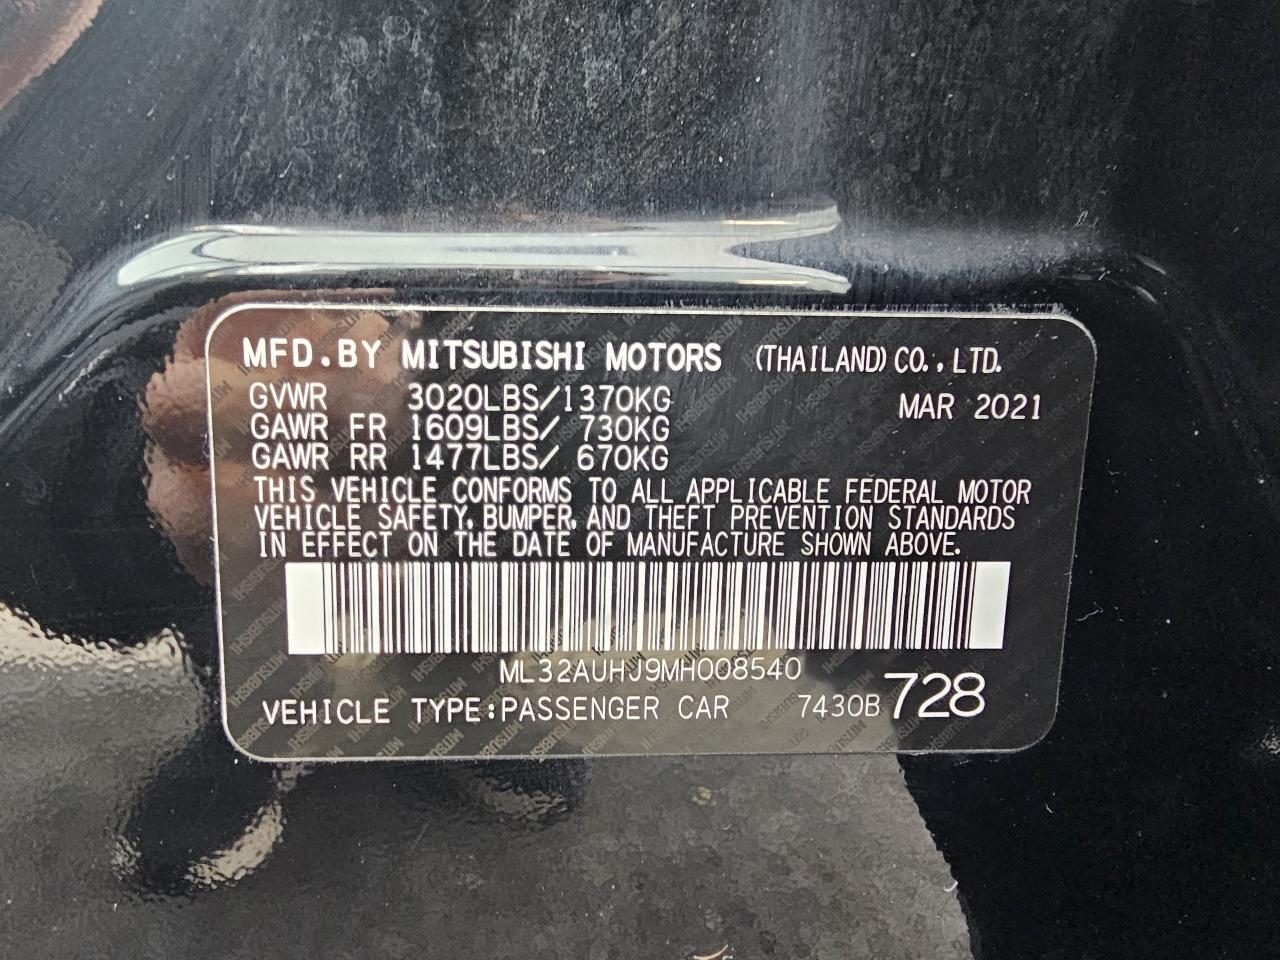 MFD.BY MITSUBISHI MOTORS (THAILAND) CO., LTD.
GVWR 3020LBS/1370KG MAR 2021
GAWR FR 1609LBS/ 730KG
GAWR RR 1477LBS/ 670KG
THIS VEHICLE CONFORMS TO ALL APPLICABLE FEDERAL MOTOR
VEHICLE SAFETY, BUMPER, AND THEFT PREVENTION STANDARDS
IN EFFECT ON THE DATE OF MANUFACTURE SHOWN ABOVE.
ML32AUHJ9MH008540
VEHICLE TYPE:PASSENGER CAR 7430B 728